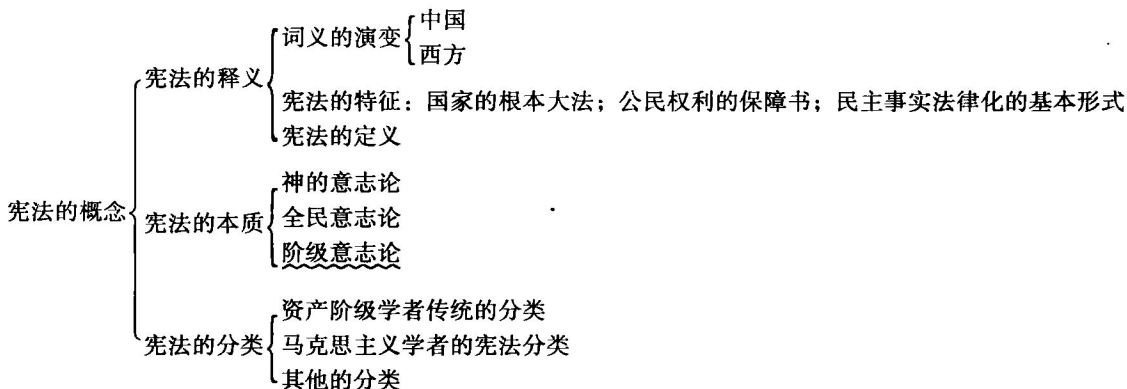 词义的演变
中国
西方
宪法的释义
宪法的特征：国家的根本大法；公民权利的保障书；民主事实法律化的基本形式
宪法的定义
宪法的概念
宪法的本质
神的意志论
全民意志论
阶级意志论
宪法的分类
资产阶级学者传统的分类
马克思主义学者的宪法分类
其他的分类